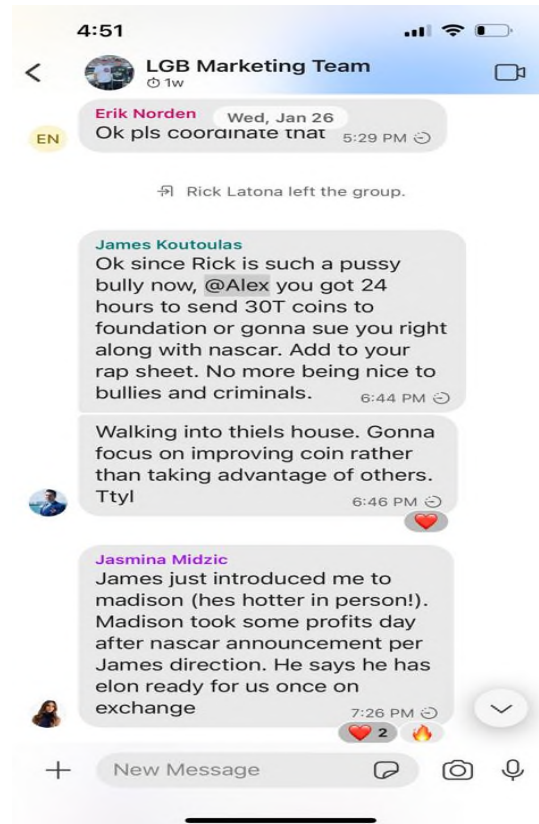 4:51
LGB Marketing Team
1w
Erik Norden
Wed, Jan 26
EN
Ok pls coordinate that 5:29 PM
Rick Latona left the group.
James Koutoulas
Ok since Rick is such a pussy
bully now, @Alex you got 24
hours to send 30T coins to
foundation or gonna sue you right
along with nascar. Add to your
rap sheet. No more being nice to
bullies and criminals. 6:44 PM
Walking into thiels house. Gonna
focus on improving coin rather
than taking advantage of others.
Ttyl 6:46 PM
Jasmina Midzic
James just introduced me to
madison (hes hotter in person!).
Madison took some profits day
after nascar announcement per
James direction. He says he has
elon ready for us once on
exchange 7:26 PM
2
New Message